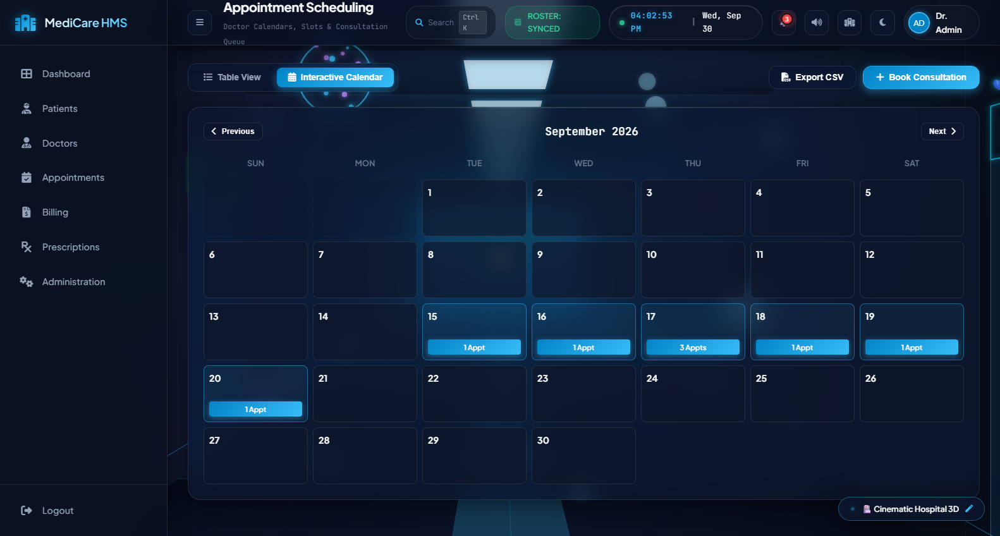 MediCare HMS
Dashboard
Patients
Doctors
Appointments
Billing
Prescriptions
Administration
Logout
Appointment Scheduling
Doctor Calendars, Slots & Consultation
Queue
Search
Ctrl
K
ROSTER:
SYNCED
04:02:53
PM
|
Wed, Sep
30
3
AD
Dr.
Admin
Table View
Interactive Calendar
Export CSV
Book Consultation
Previous
September 2026
Next
SUN MON TUE WED THU FRI SAT
1 2 3 4 5
6 7 8 9 10 11 12
13 14 15 16 17 18 19
1 Appt 1 Appt 3 Appts 1 Appt 1 Appt
20 21 22 23 24 25 26
1 Appt
27 28 29 30
Cinematic Hospital 3D